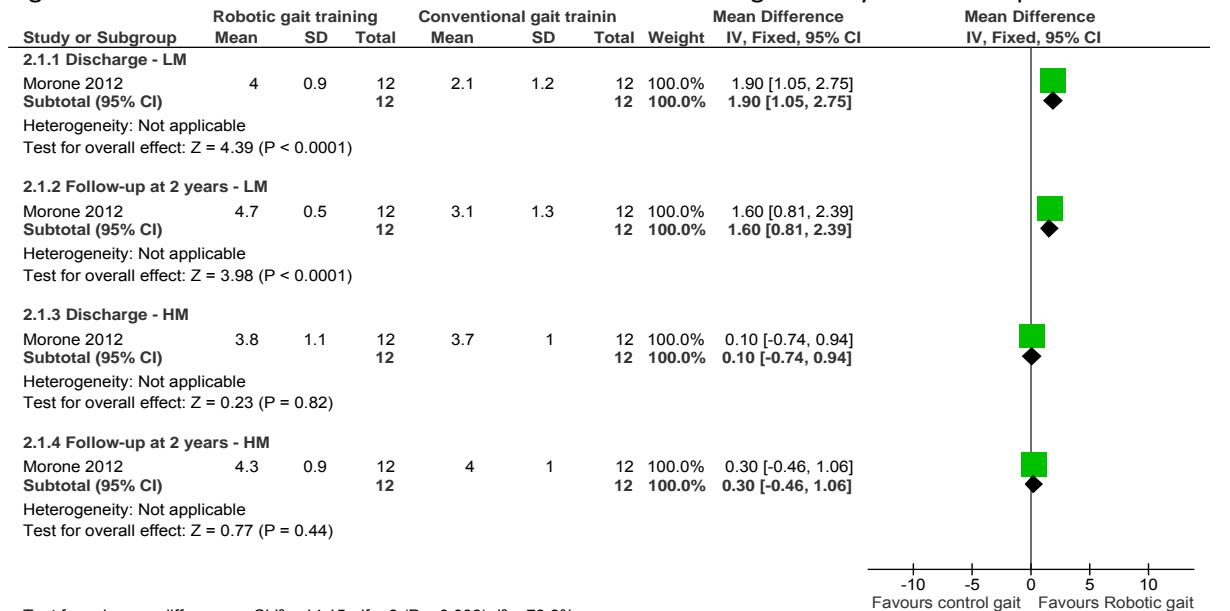 Robotic gait training Conventional gait trainin Mean Difference Mean Difference
Study or Subgroup Mean SD Total Mean SD Total Weight IV, Fixed, 95% CI IV, Fixed, 95% CI
2.1.1 Discharge - LM
Morone 2012 4 0.9 12 2.1 1.2 12 100.0% 1.90 [1.05, 2.75]
Subtotal (95% CI) 12 12 100.0% 1.90 [1.05, 2.75]
Heterogeneity: Not applicable
Test for overall effect: Z = 4.39 (P < 0.0001)
2.1.2 Follow-up at 2 years - LM
Morone 2012 4.7 0.5 12 3.1 1.3 12 100.0% 1.60 [0.81, 2.39]
Subtotal (95% CI) 12 12 100.0% 1.60 [0.81, 2.39]
Heterogeneity: Not applicable
Test for overall effect: Z = 3.98 (P < 0.0001)
2.1.3 Discharge - HM
Morone 2012 3.8 1.1 12 3.7 1 12 100.0% 0.10 [-0.74, 0.94]
Subtotal (95% CI) 12 12 100.0% 0.10 [-0.74, 0.94]
Heterogeneity: Not applicable
Test for overall effect: Z = 0.23 (P = 0.82)
2.1.4 Follow-up at 2 years - HM
Morone 2012 4.3 0.9 12 4 1 12 100.0% 0.30 [-0.46, 1.06]
Subtotal (95% CI) 12 12 100.0% 0.30 [-0.46, 1.06]
Heterogeneity: Not applicable
Test for overall effect: Z = 0.77 (P = 0.44)
-10 -5 0 5 10
Favours control gait Favours Robotic gait